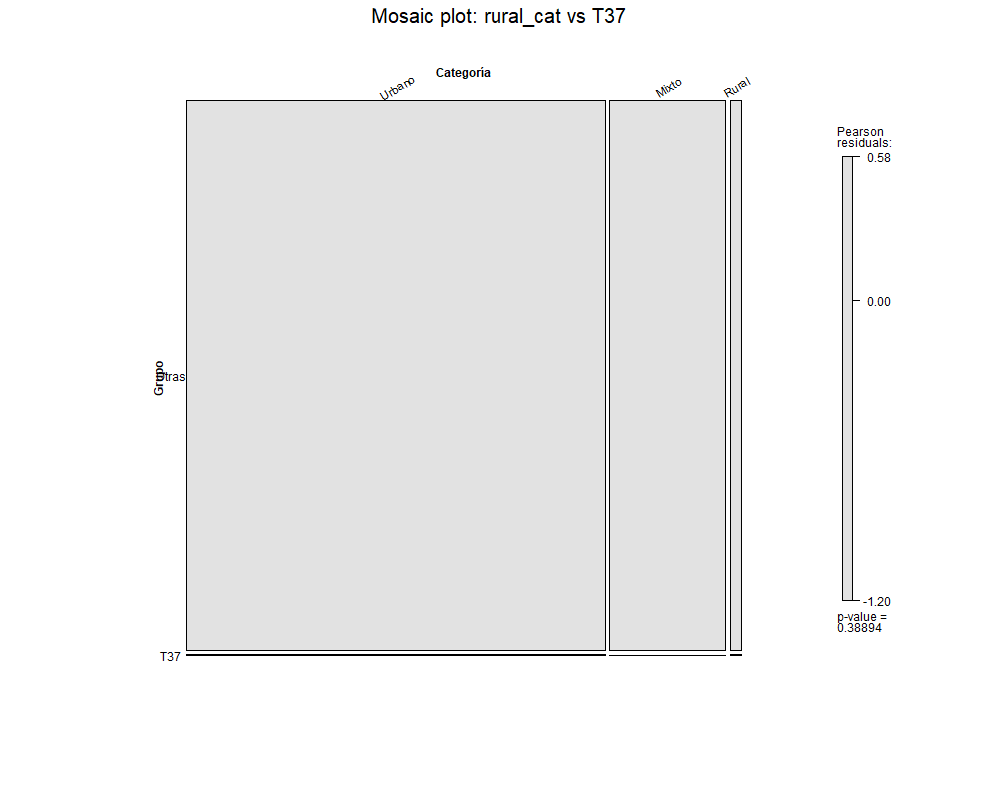 Mosaic plot: rural_cat vs T37
Categoría
Urbano
Mixto
Rural
Pearson
residuals:
0.58
0.00
-1.20
p-value =
0.38894
Grupo
Otras
T37